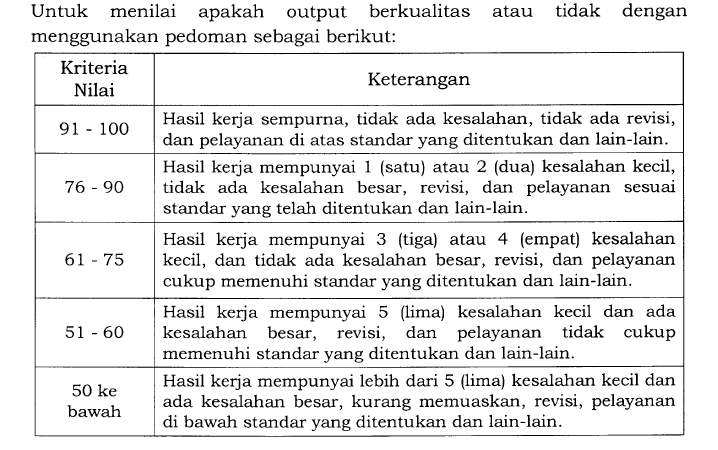 Untuk menilai apakah output berkualitas atau tidak dengan
menggunakan pedoman sebagai berikut:
Kriteria
Nilai
Keterangan
91 - 100
Hasil kerja sempurna, tidak ada kesalahan, tidak ada revisi,
dan pelayanan di atas standar yang ditentukan dan lain-lain.
76 - 90
Hasil kerja mempunyai 1 (satu) atau 2 (dua) kesalahan kecil,
tidak ada kesalahan besar, revisi, dan pelayanan sesuai
standar yang telah ditentukan dan lain-lain.
61 - 75
Hasil kerja mempunyai 3 (tiga) atau 4 (empat) kesalahan
kecil, dan tidak ada kesalahan besar, revisi, dan pelayanan
cukup memenuhi standar yang ditentukan dan lain-lain.
51 - 60
Hasil kerja mempunyai 5 (lima) kesalahan kecil dan ada
kesalahan besar, revisi, dan pelayanan tidak cukup
memenuhi standar yang ditentukan dan lain-lain.
50 ke
bawah
Hasil kerja mempunyai lebih dari 5 (lima) kesalahan kecil dan
ada kesalahan besar, kurang memuaskan, revisi, pelayanan
di bawah standar yang ditentukan dan lain-lain.